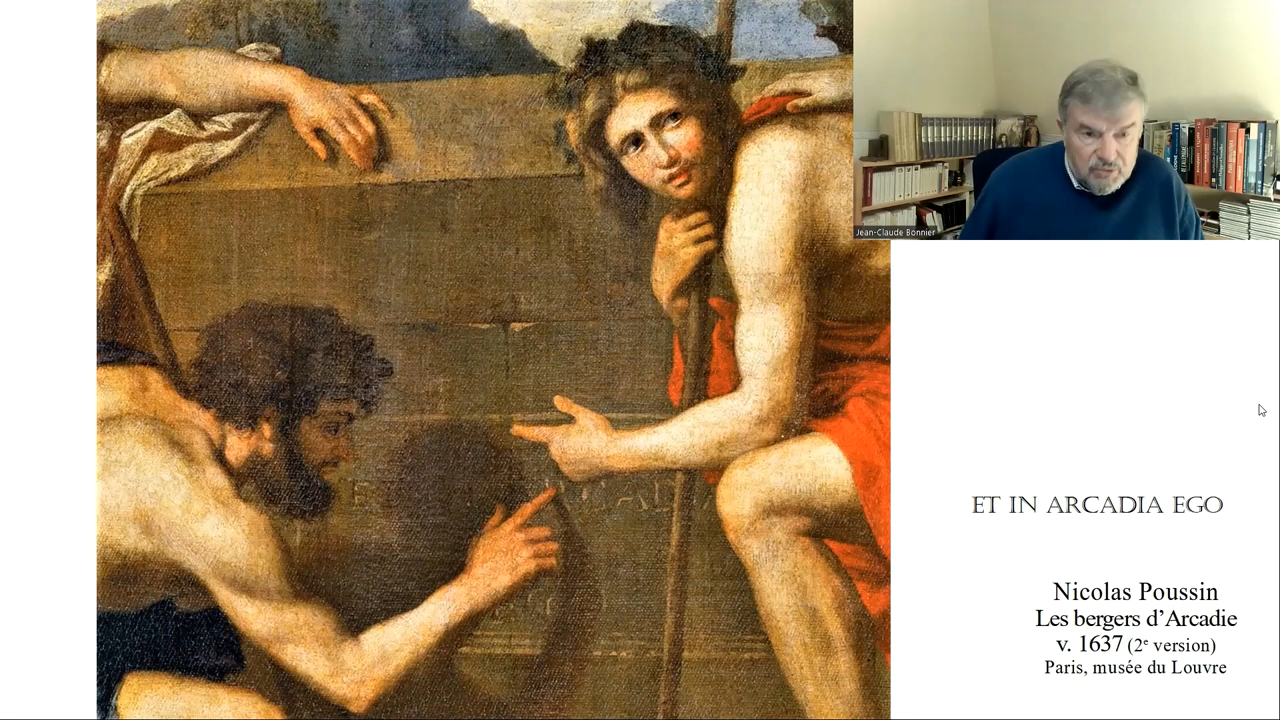 Jean-Claude Bonnier
ET IN ARCADIA EGO
Nicolas Poussin
Les bergers d’Arcadie
v. 1637 (2ᵉ version)
Paris, musée du Louvre